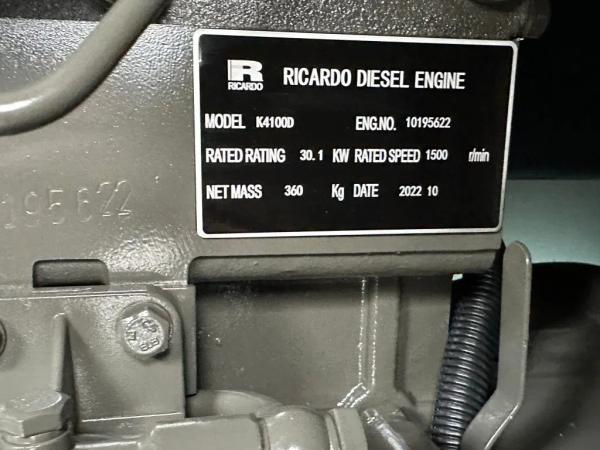 R RICARDO DIESEL ENGINE
RICARDO
MODEL K4100D ENG.NO. 10195622
RATED RATING 30.1 KW RATED SPEED 1500 r/min
NET MASS 360 Kg DATE 2022 10
195622